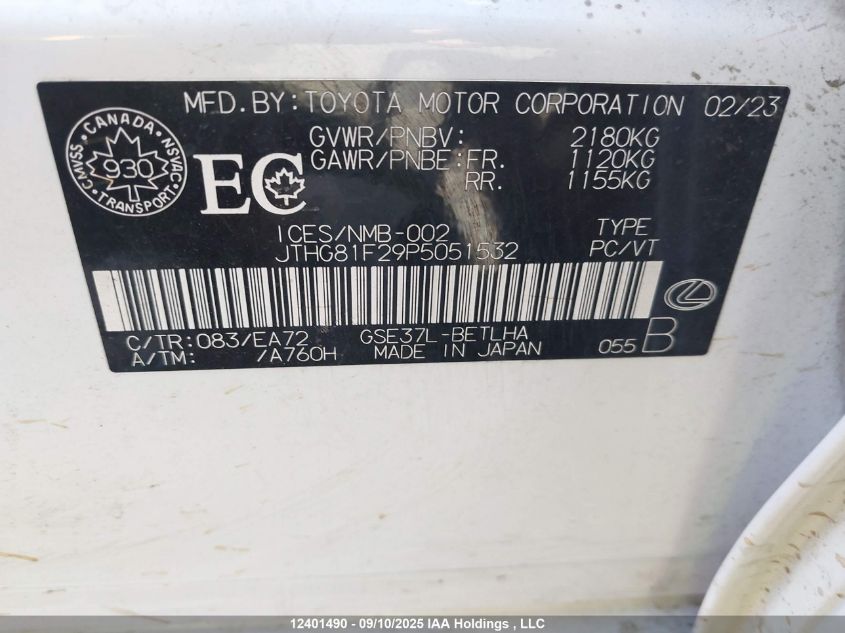 MFD.BY:TOYOTA MOTOR CORPORATION 02/23
GVWR/PNBV: 2180KG
GAWR/PNBE:FR. 1120KG
RR. 1155KG
CANADA
CMVSS NSVAC
930
TRANSPORT
EC
ICES/NMB-002 TYPE
JTHG81F29P5051532 PC/VT
C/TR:083/EA72 GSE37L-BETLHA
A/TM: /A760H MADE IN JAPAN 055 B
12401490 - 09/10/2025 IAA Holdings , LLC